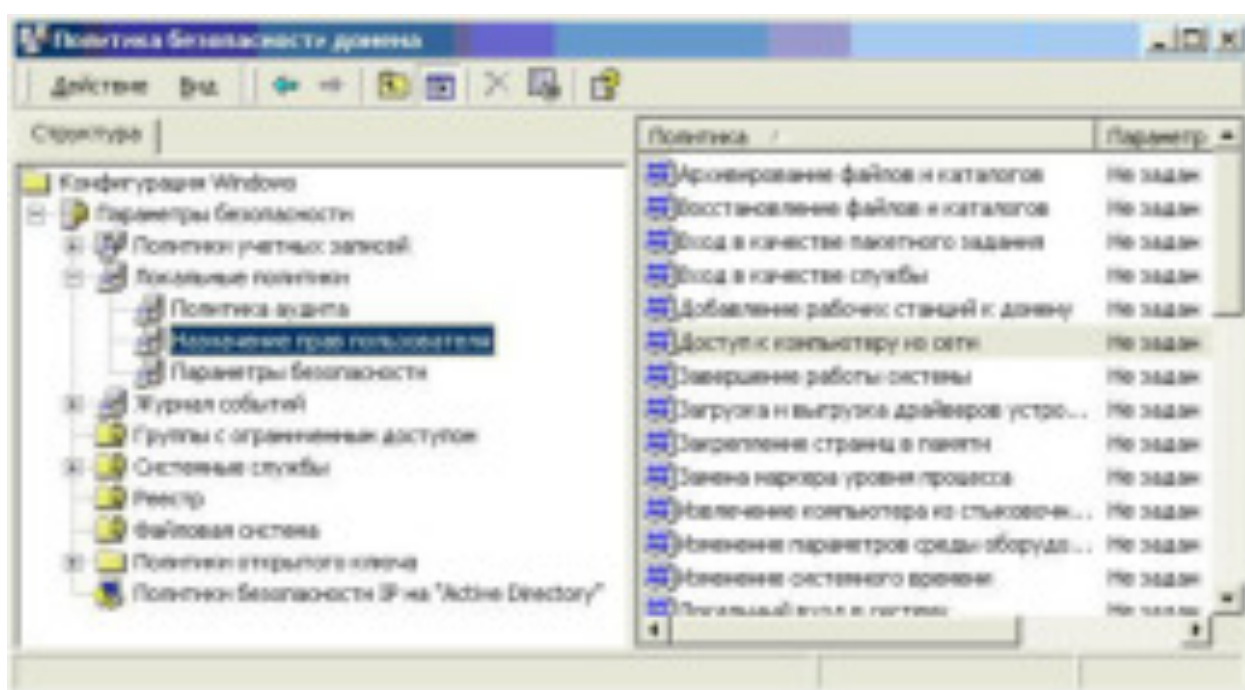 Политика безопасности домена
Действие Вид
Структура
Конфигурация Windows
Параметры безопасности
Политики учетных записей
Локальные политики
Политика аудита
Назначение прав пользователя
Параметры безопасности
Журнал событий
Группы с ограниченным доступом
Системные службы
Реестр
Файловая система
Политики открытого ключа
Политики безопасности IP на "Active Directory"
Политика / Параметр
Архивирование файлов и каталогов Не задан
Восстановление файлов и каталогов Не задан
Вход в качестве пакетного задания Не задан
Вход в качестве службы Не задан
Добавление рабочих станций к домену Не задан
Доступ к компьютеру из сети Не задан
Завершение работы системы Не задан
Загрузка и выгрузка драйверов устро... Не задан
Закрепление страниц в памяти Не задан
Замена маркера уровня процесса Не задан
Извлечение компьютера из стыковочн... Не задан
Изменение параметров среды оборудо... Не задан
Изменение системного времени Не задан
Локальный вход в систему Не задан